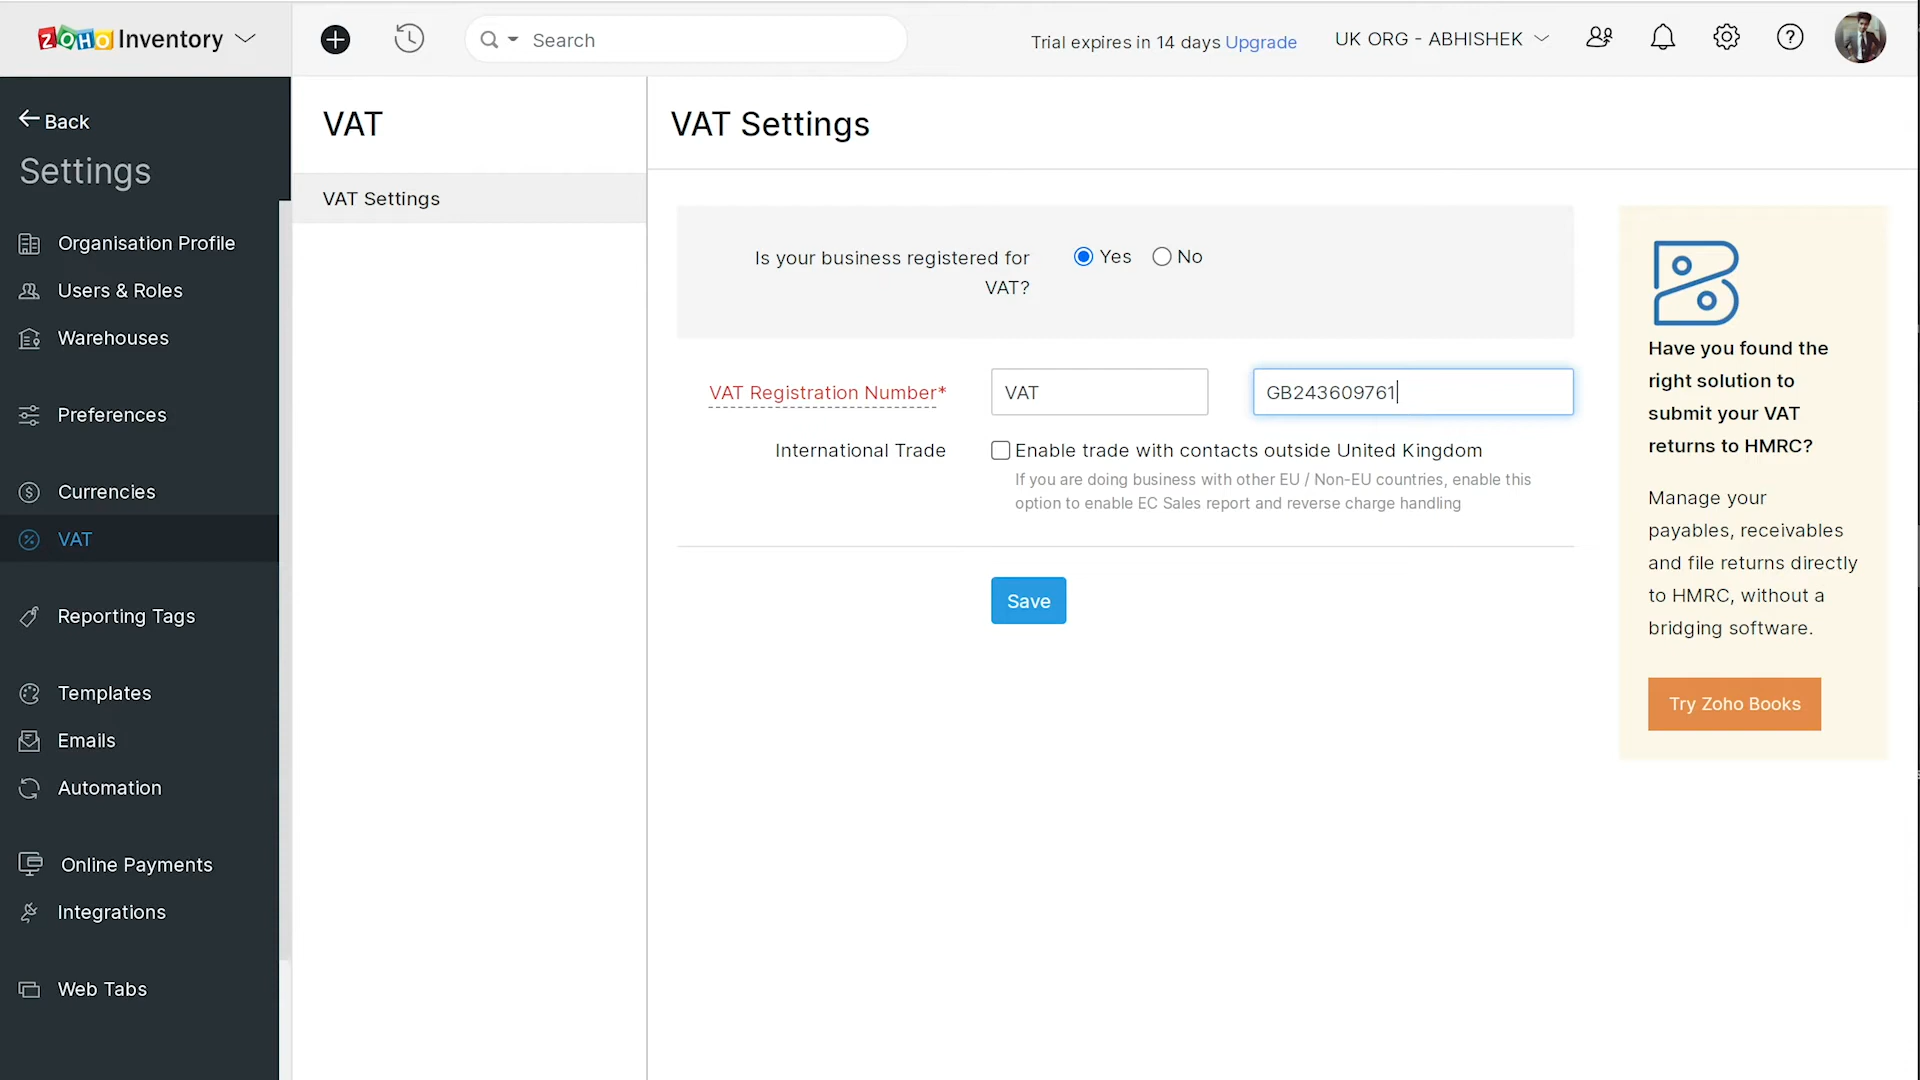 ZOHO Inventory
Search
Trial expires in 14 days Upgrade
UK ORG - ABHISHEK
Back
Settings
Organisation Profile
Users & Roles
Warehouses
Preferences
Currencies
VAT
Reporting Tags
Templates
Emails
Automation
Online Payments
Integrations
Web Tabs
VAT
VAT Settings
VAT Settings
Is your business registered for
VAT?
Yes
No
VAT Registration Number*
VAT
GB243609761
International Trade
Enable trade with contacts outside United Kingdom
If you are doing business with other EU / Non-EU countries, enable this
option to enable EC Sales report and reverse charge handling
Save
Have you found the
right solution to
submit your VAT
returns to HMRC?
Manage your
payables, receivables
and file returns directly
to HMRC, without a
bridging software.
Try Zoho Books